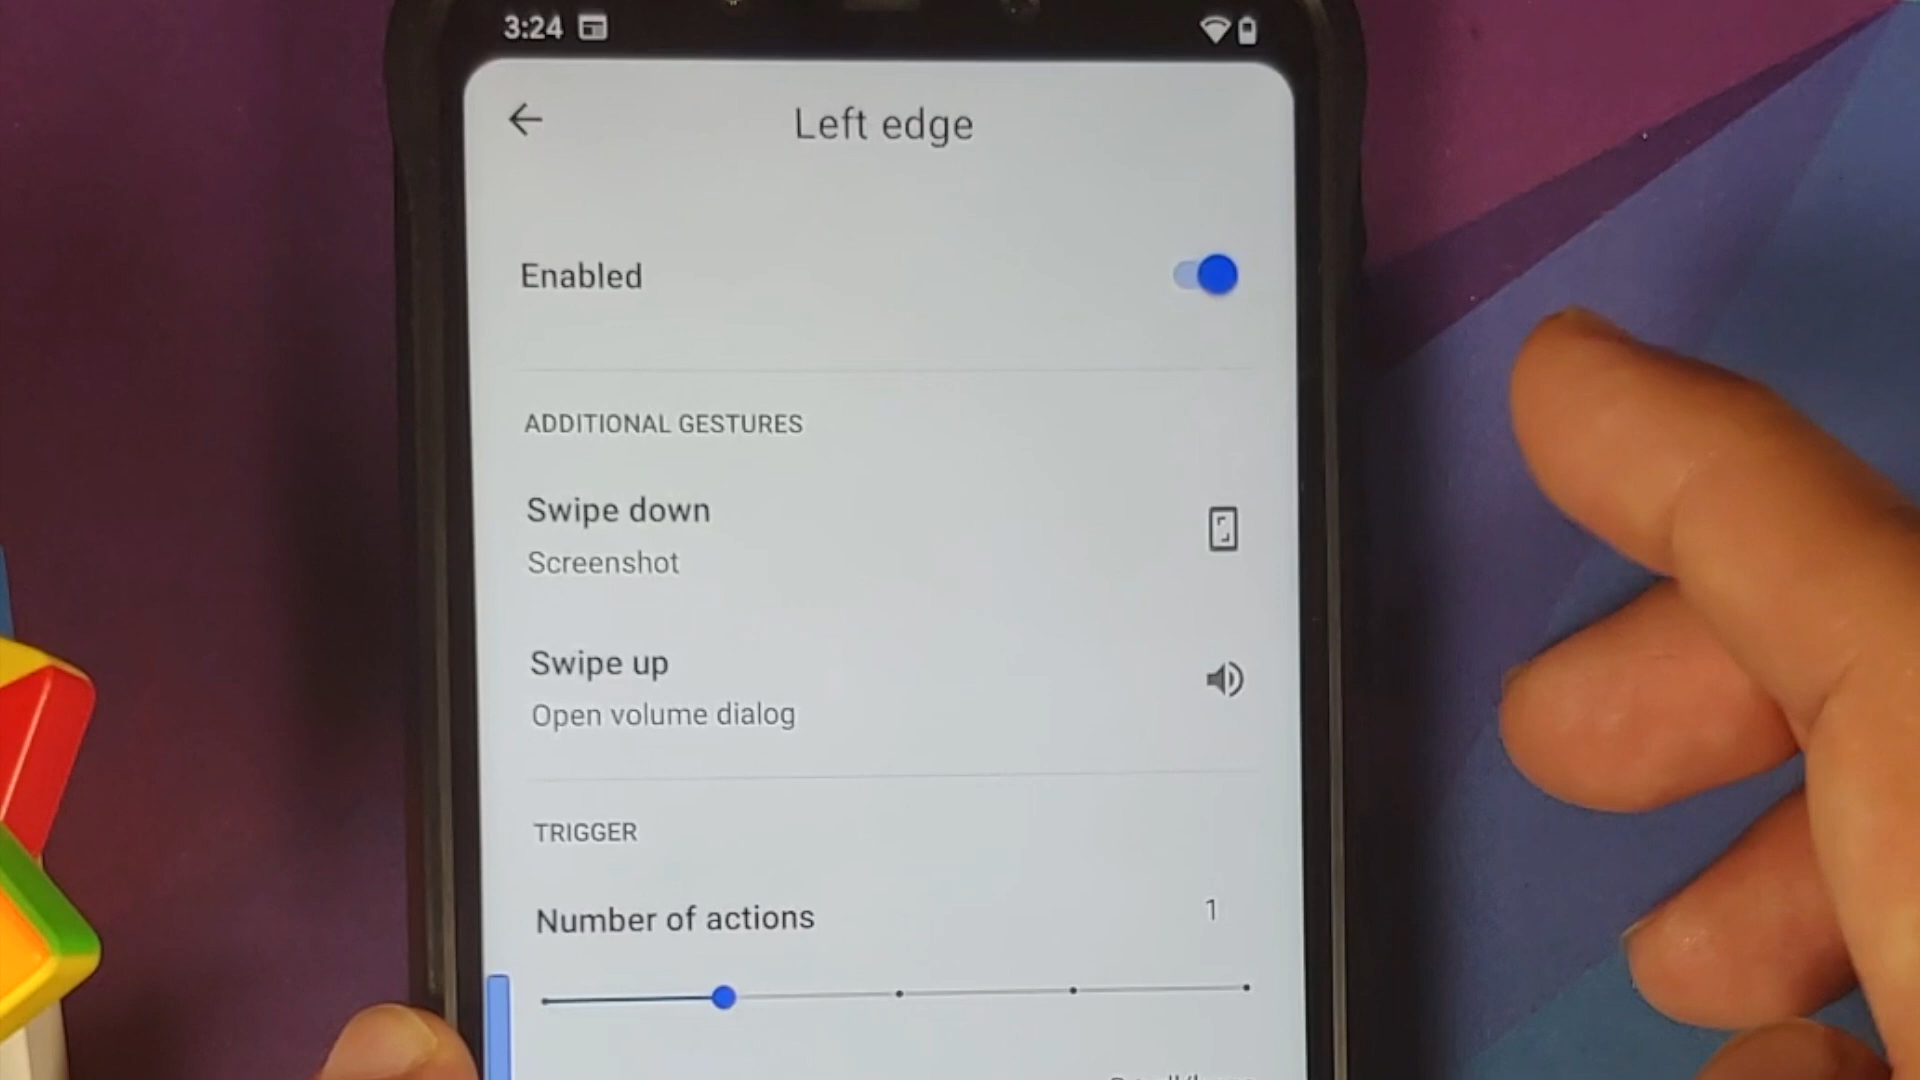 3:24
Left edge
Enabled
ADDITIONAL GESTURES
Swipe down
Screenshot
Swipe up
Open volume dialog
TRIGGER
Number of actions
1